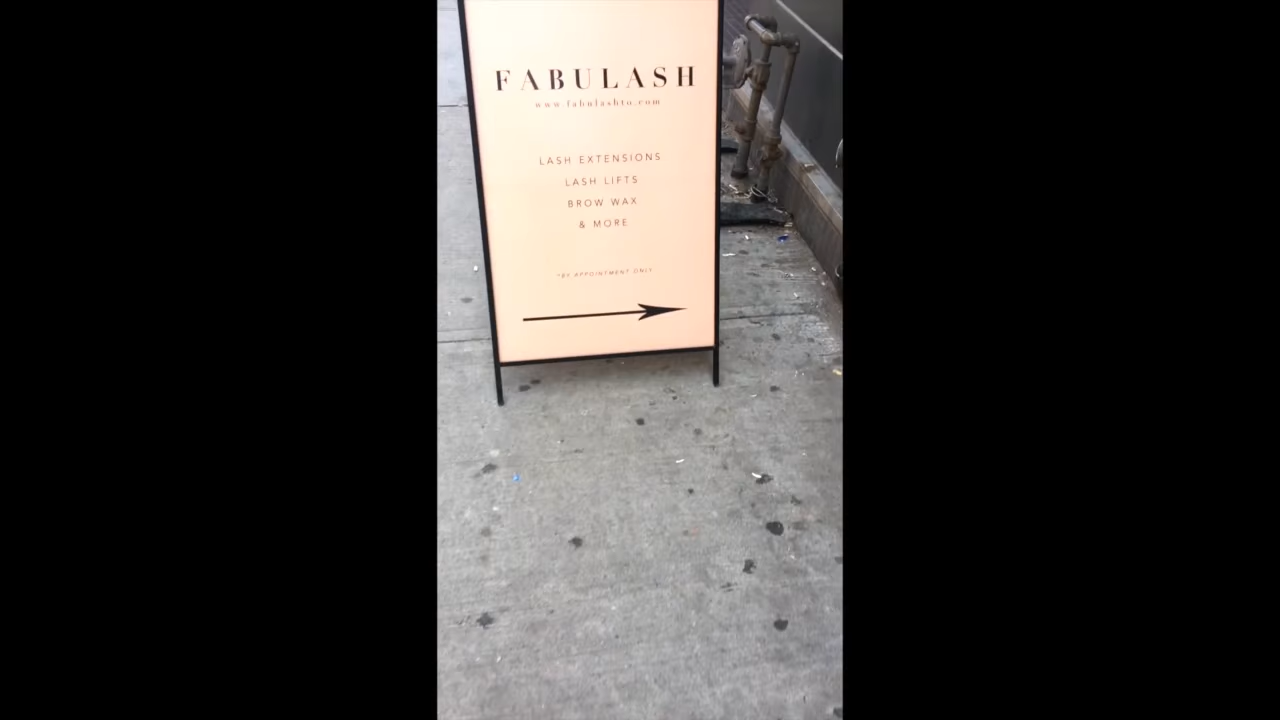 FABULASH
www.fabulashto.com
LASH EXTENSIONS
LASH LIFTS
BROW WAX
& MORE
*BY APPOINTMENT ONLY